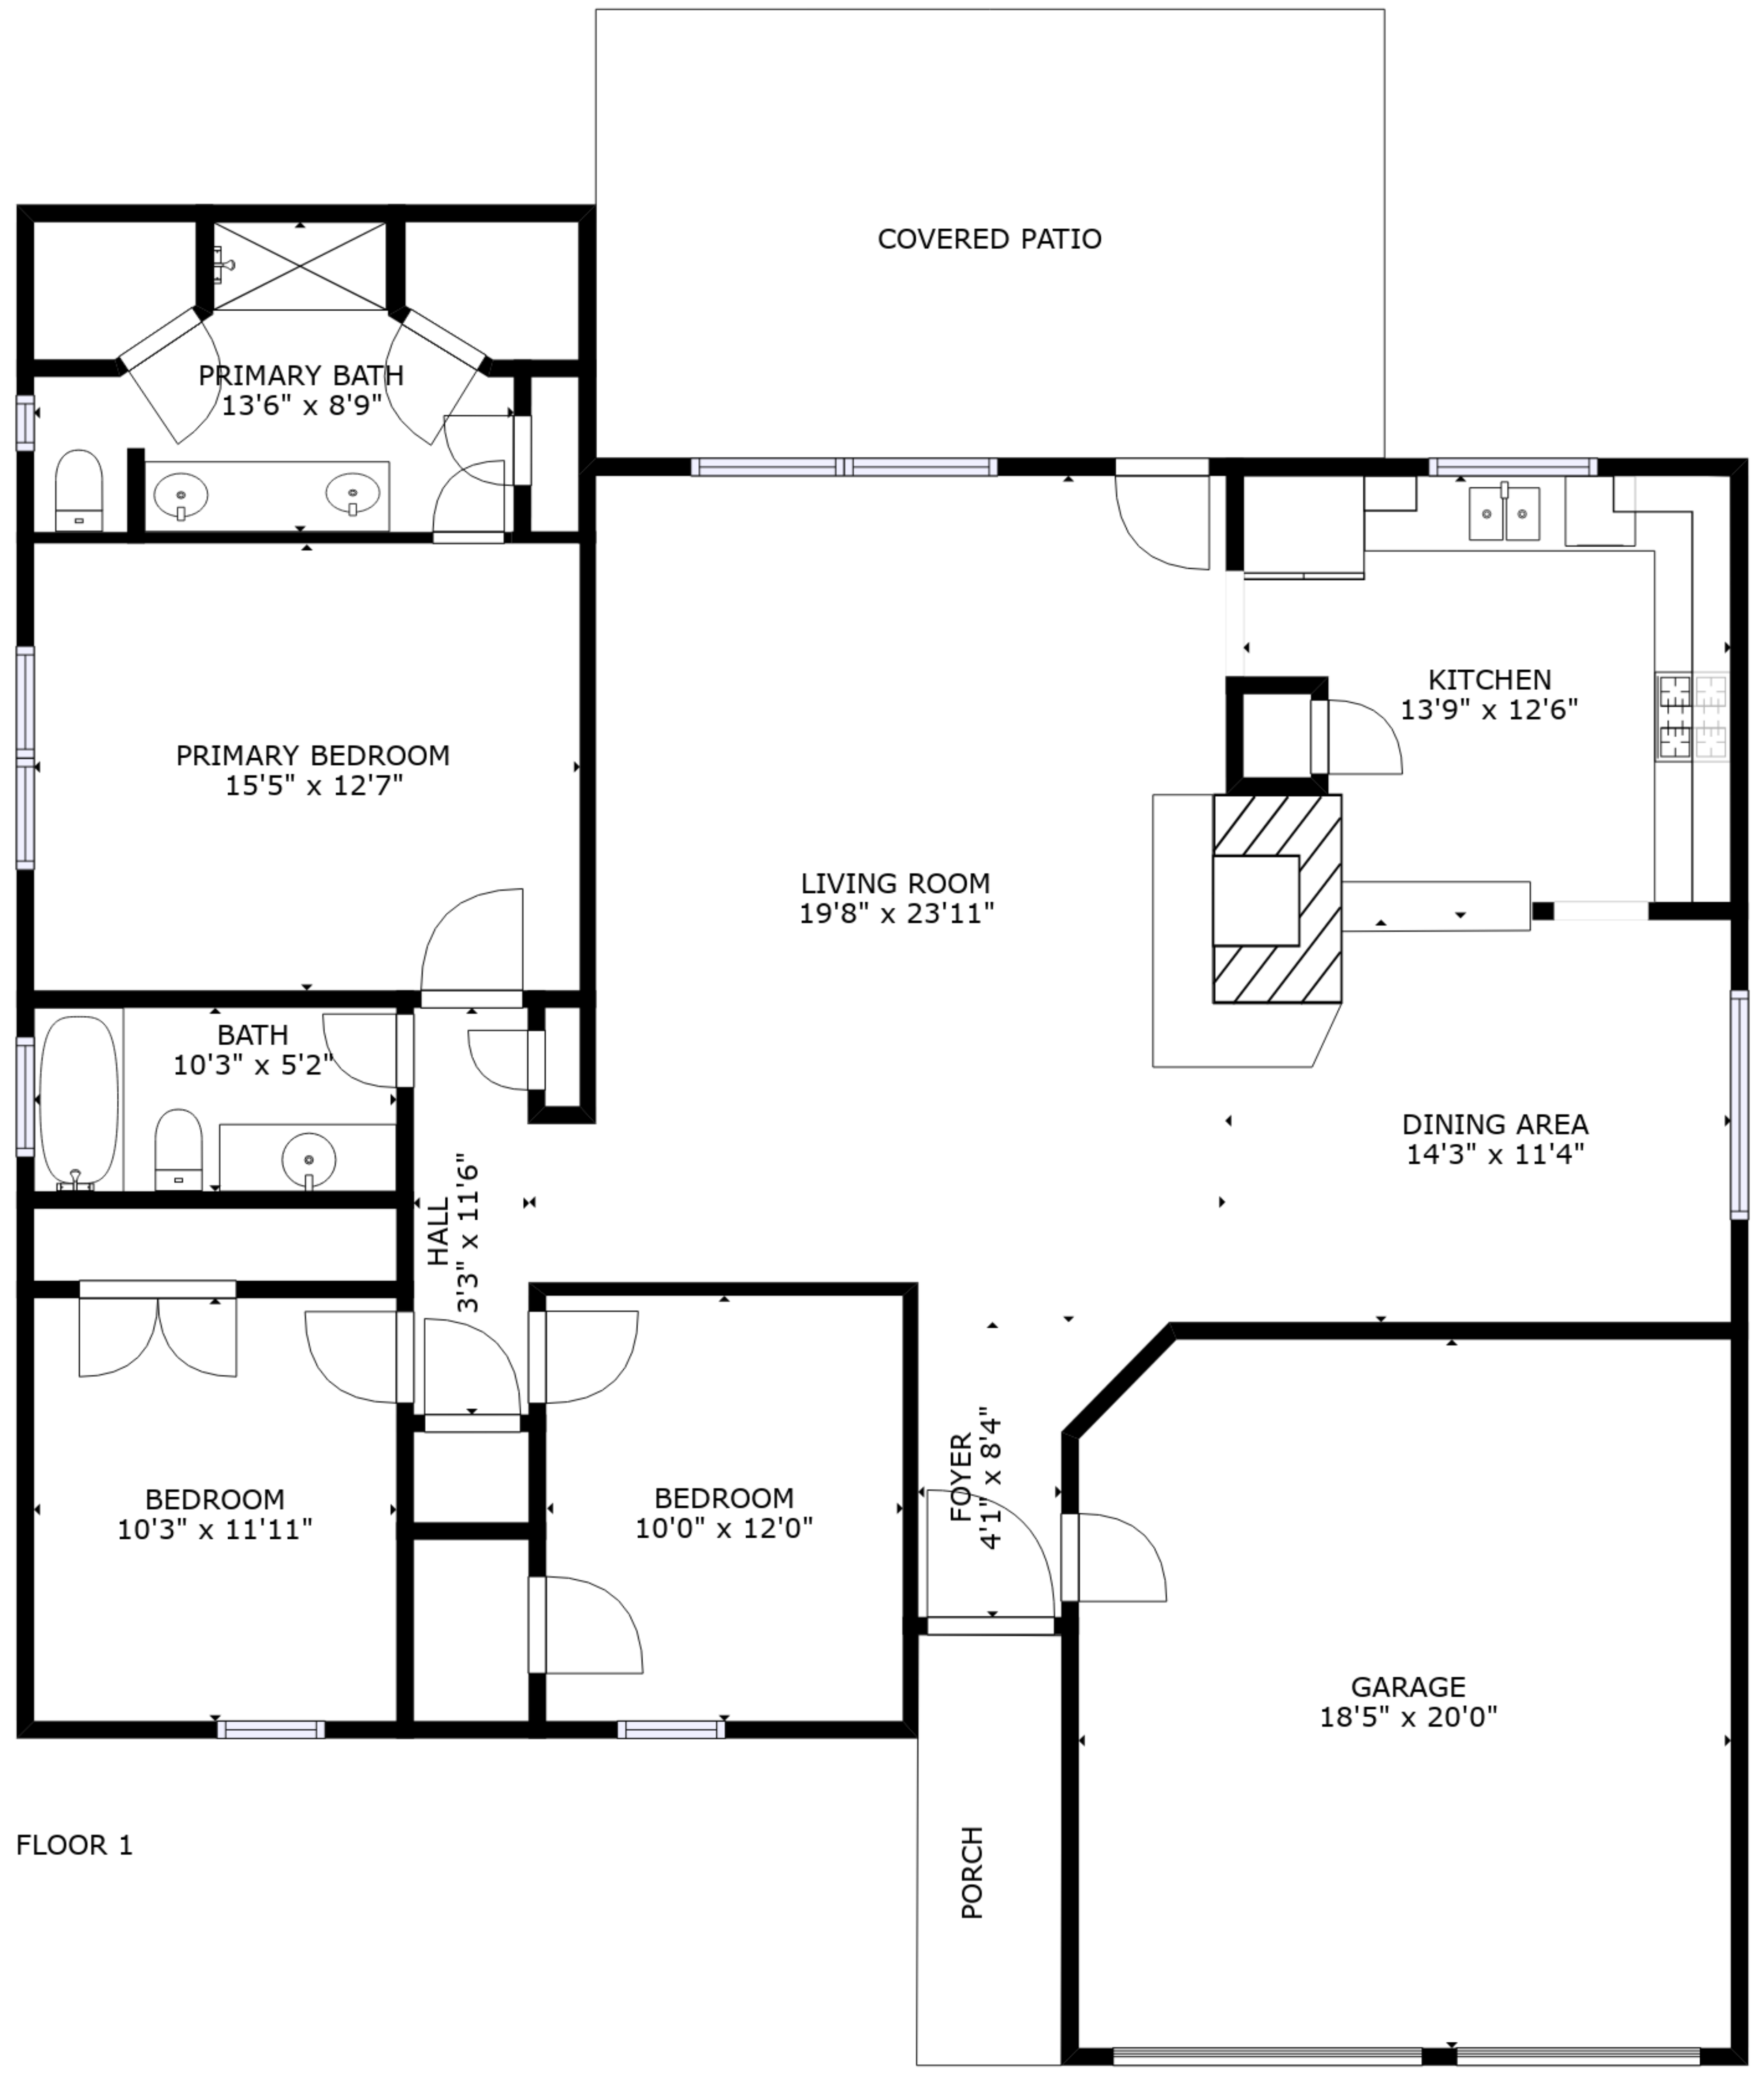 COVERED PATIO
PRIMARY BATH
13'6" x 8'9"
KITCHEN
13'9" x 12'6"
PRIMARY BEDROOM
15'5" x 12'7"
LIVING ROOM
19'8" x 23'11"
BATH
10'3" x 5'2"
DINING AREA
14'3" x 11'4"
HALL
3'3" x 11'6"
BEDROOM
10'3" x 11'11"
BEDROOM
10'0" x 12'0"
FOYER
4'1" x 8'4"
GARAGE
18'5" x 20'0"
PORCH
FLOOR 1